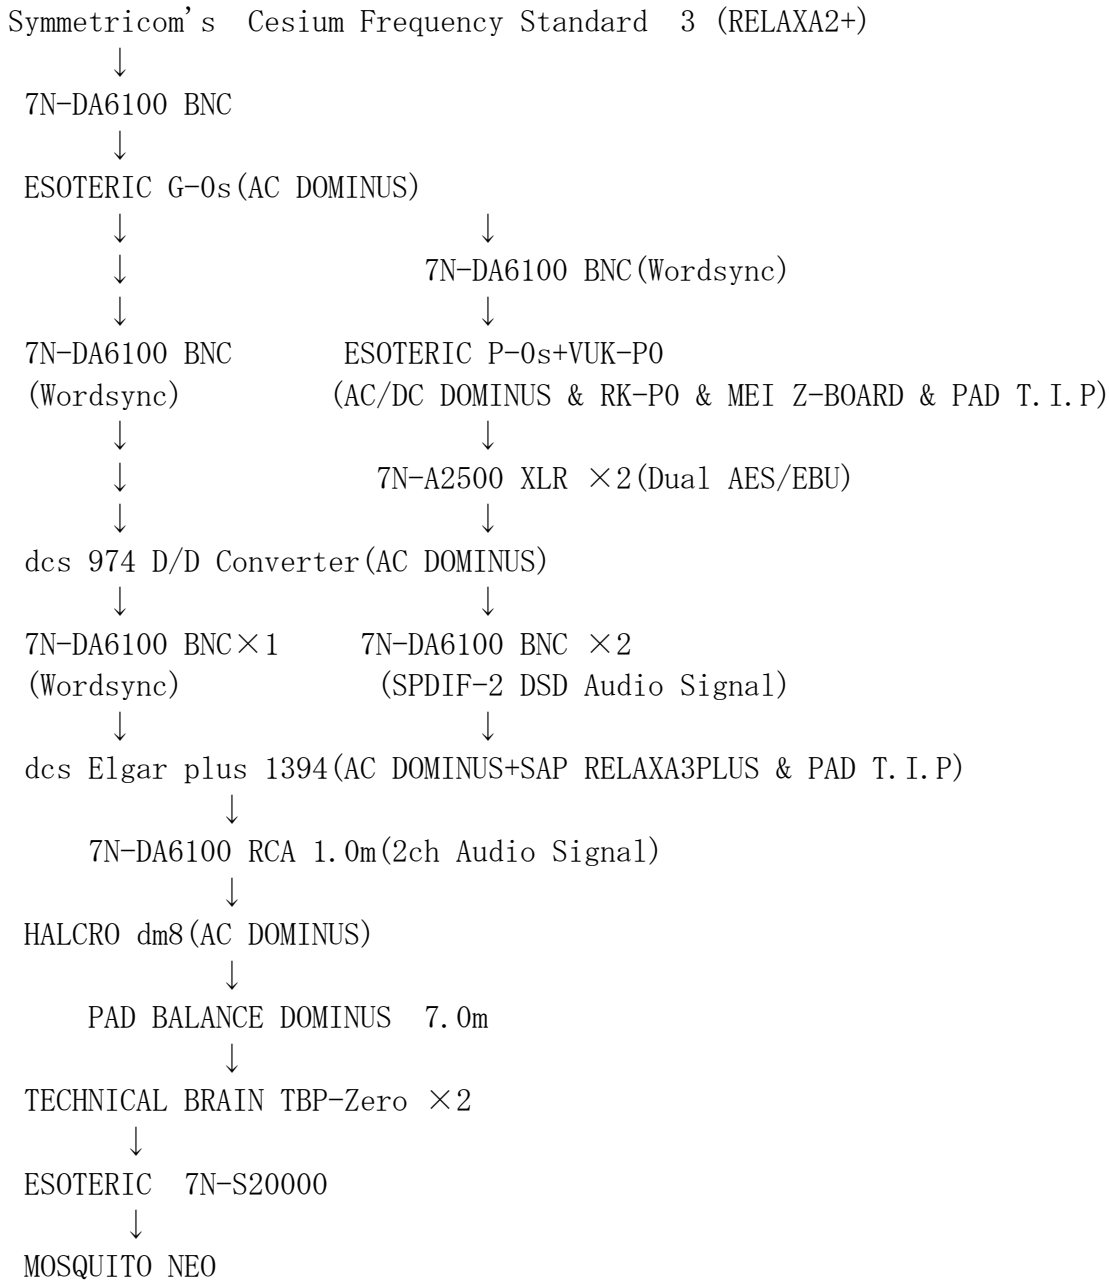 Symmetricom's  Cesium Frequency Standard  3 (RELAXA2+)
↓
7N-DA6100 BNC
↓
ESOTERIC G-0s(AC DOMINUS)
↓ ↓
↓ 7N-DA6100 BNC(Wordsync)
↓ ↓
7N-DA6100 BNC ESOTERIC P-0s+VUK-P0
(Wordsync) (AC/DC DOMINUS & RK-P0 & MEI Z-BOARD & PAD T.I.P)
↓ ↓
↓ 7N-A2500 XLR ×2(Dual AES/EBU)
↓ ↓
dcs 974 D/D Converter(AC DOMINUS)
↓ ↓
7N-DA6100 BNC×1 7N-DA6100 BNC ×2
(Wordsync) (SPDIF-2 DSD Audio Signal)
↓ ↓
dcs Elgar plus 1394(AC DOMINUS+SAP RELAXA3PLUS & PAD T.I.P)
↓
7N-DA6100 RCA 1.0m(2ch Audio Signal)
↓
HALCRO dm8(AC DOMINUS)
↓
PAD BALANCE DOMINUS  7.0m
↓
TECHNICAL BRAIN TBP-Zero ×2
↓
ESOTERIC  7N-S20000
↓
MOSQUITO NEO